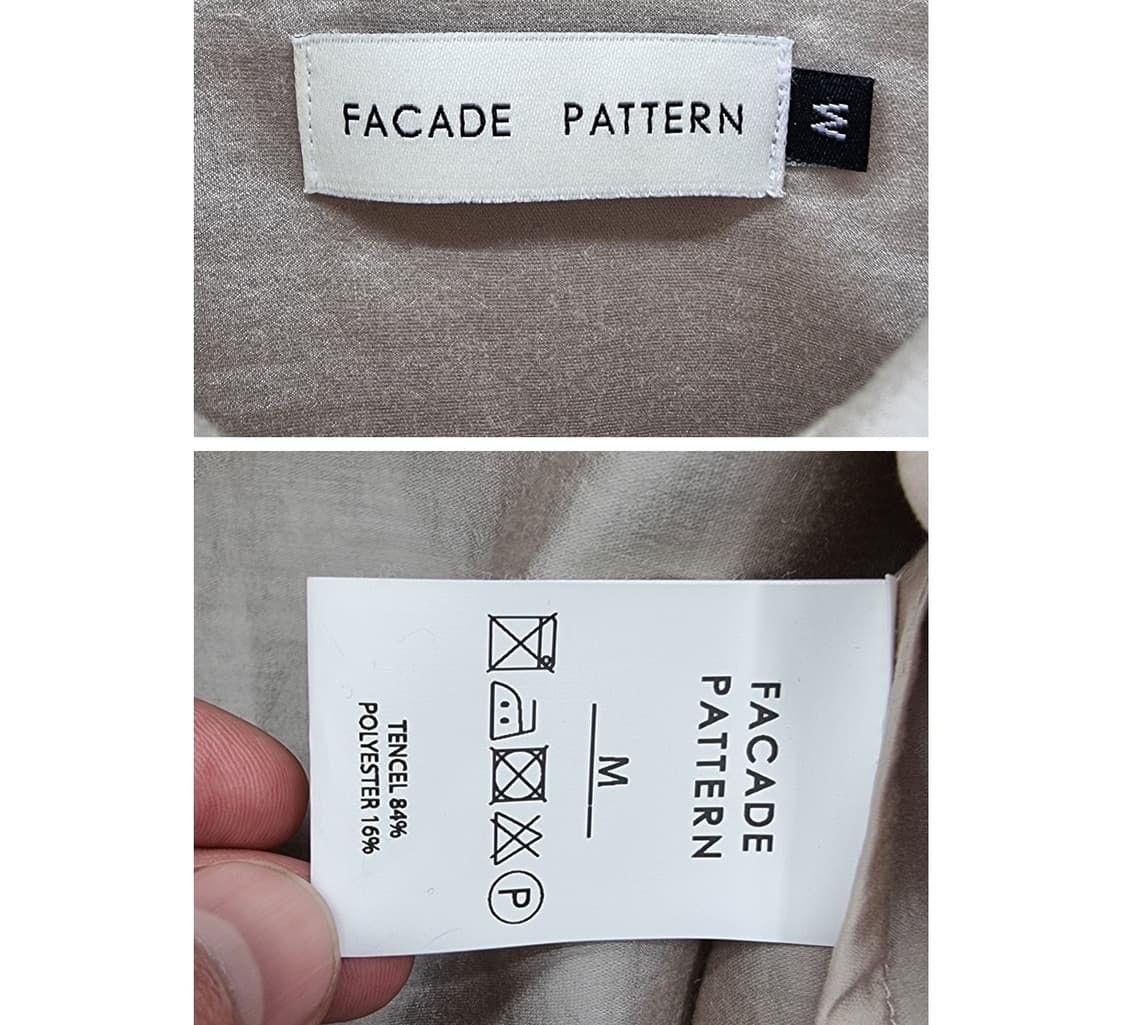 FACADE PATTERN
M
FACADE
PATTERN
M
P
TENCEL 84%
POLYESTER 16%